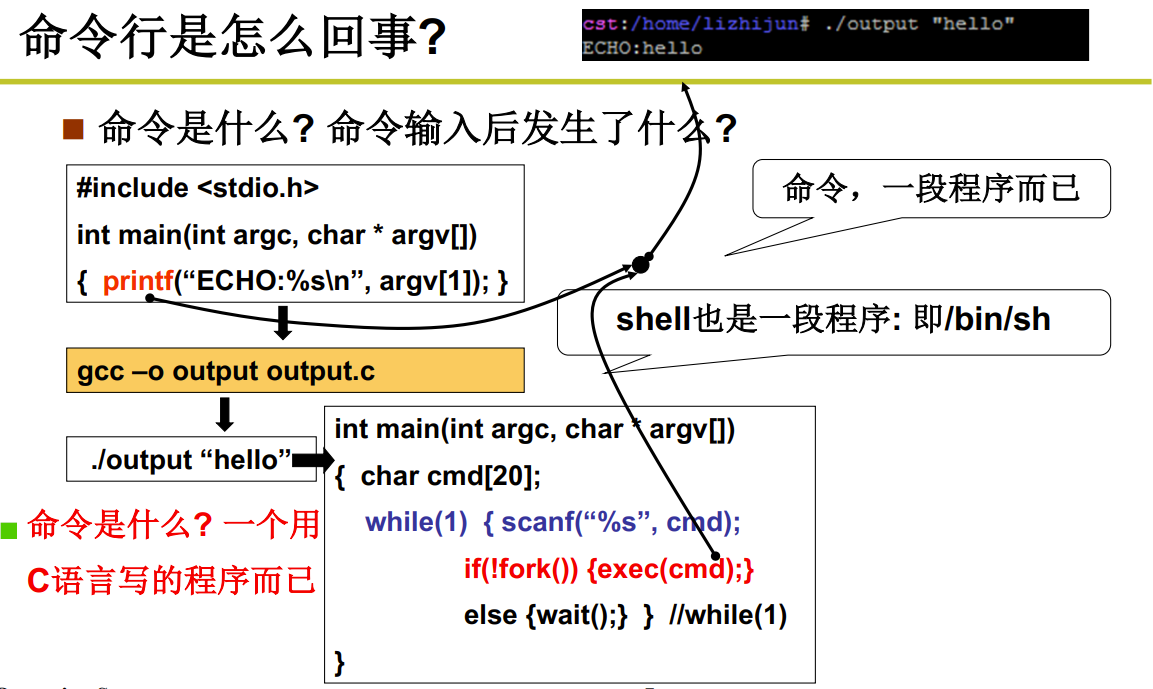 命令行是怎么回事?
cst:/home/lizhijun# ./output "hello"
ECHO:hello
命令是什么? 命令输入后发生了什么?
#include <stdio.h>
int main(int argc, char * argv[])
{ printf(“ECHO:%s\n”, argv[1]); }
命令，一段程序而已
shell也是一段程序: 即/bin/sh
gcc –o output output.c
./output “hello”
int main(int argc, char * argv[])
{ char cmd[20];
while(1) { scanf(“%s”, cmd);
if(!fork()) {exec(cmd);}
else {wait();} } //while(1)
}
命令是什么? 一个用
C语言写的程序而已